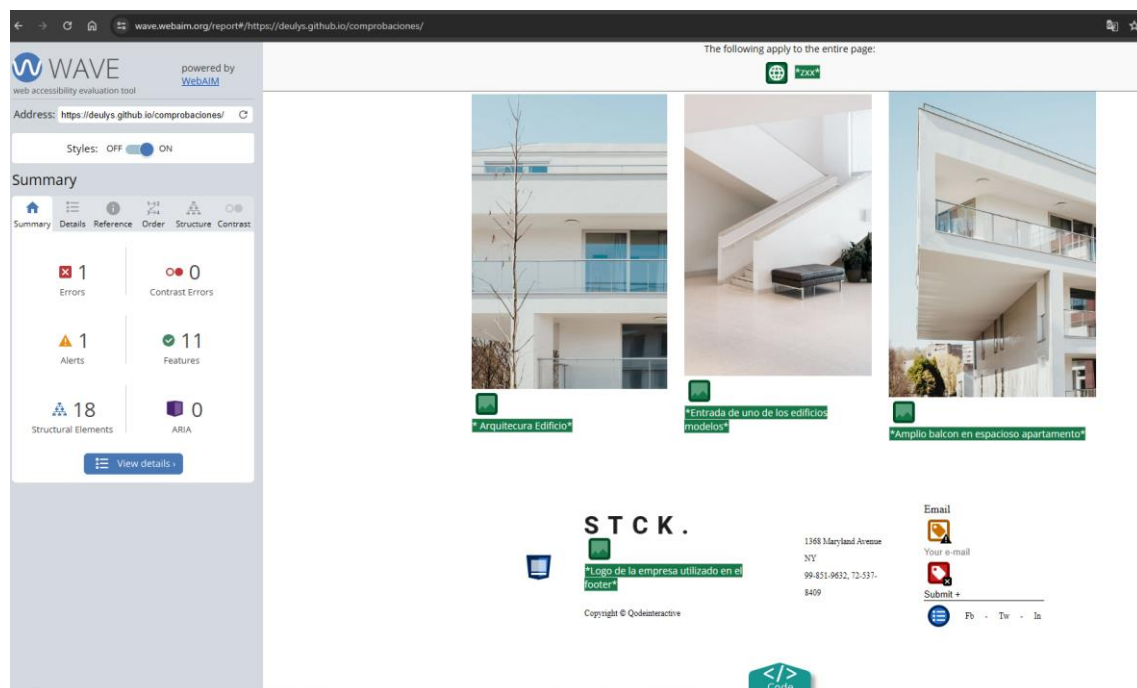 wave.webaim.org/report#/https://deulys.github.io/comprobaciones/
WAVE
web accessibility evaluation tool
powered by
WebAIM
Address: https://deulys.github.io/comprobaciones/
Styles: OFF ON
Summary
Summary Details Reference Order Structure Contrast
1
Errors
0
Contrast Errors
1
Alerts
11
Features
18
Structural Elements
0
ARIA
View details ›
The following apply to the entire page:
*zxx*
* Arquitecura Edificio*
*Entrada de uno de los edificios
modelos*
*Amplio balcon en espacioso apartamento*
STCK.
*Logo de la empresa utilizado en el
footer*
Copyright © Qodeinteractive
1368 Maryland Avenue
NY
99-851-9632, 72-537-
8409
Email
Your e-mail
Submit +
Fb - Tw - In
</>
Code